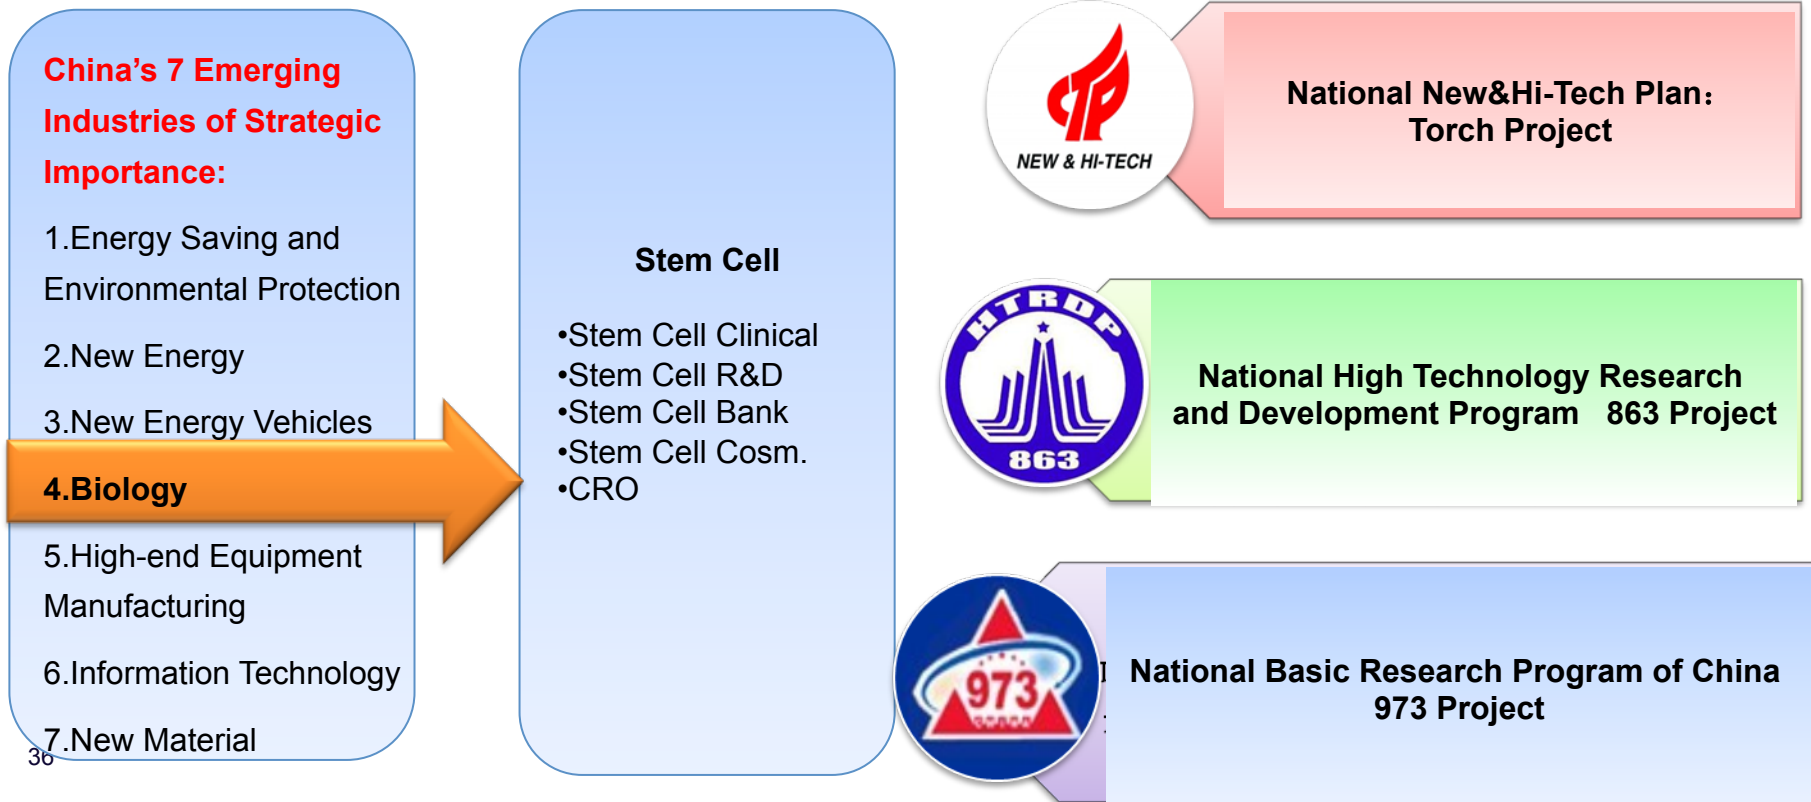 China’s 7 Emerging
Industries of Strategic
Importance:
1.Energy Saving and
Environmental Protection
2.New Energy
3.New Energy Vehicles
4.Biology
5.High-end Equipment
Manufacturing
6.Information Technology
7.New Material
36
Stem Cell
•Stem Cell Clinical
•Stem Cell R&D
•Stem Cell Bank
•Stem Cell Cosm.
•CRO
NEW & HI-TECH
National New&Hi-Tech Plan：
Torch Project
HTRDP
863
National High Technology Research
and Development Program 863 Project
973
National Basic Research Program of China
973 Project